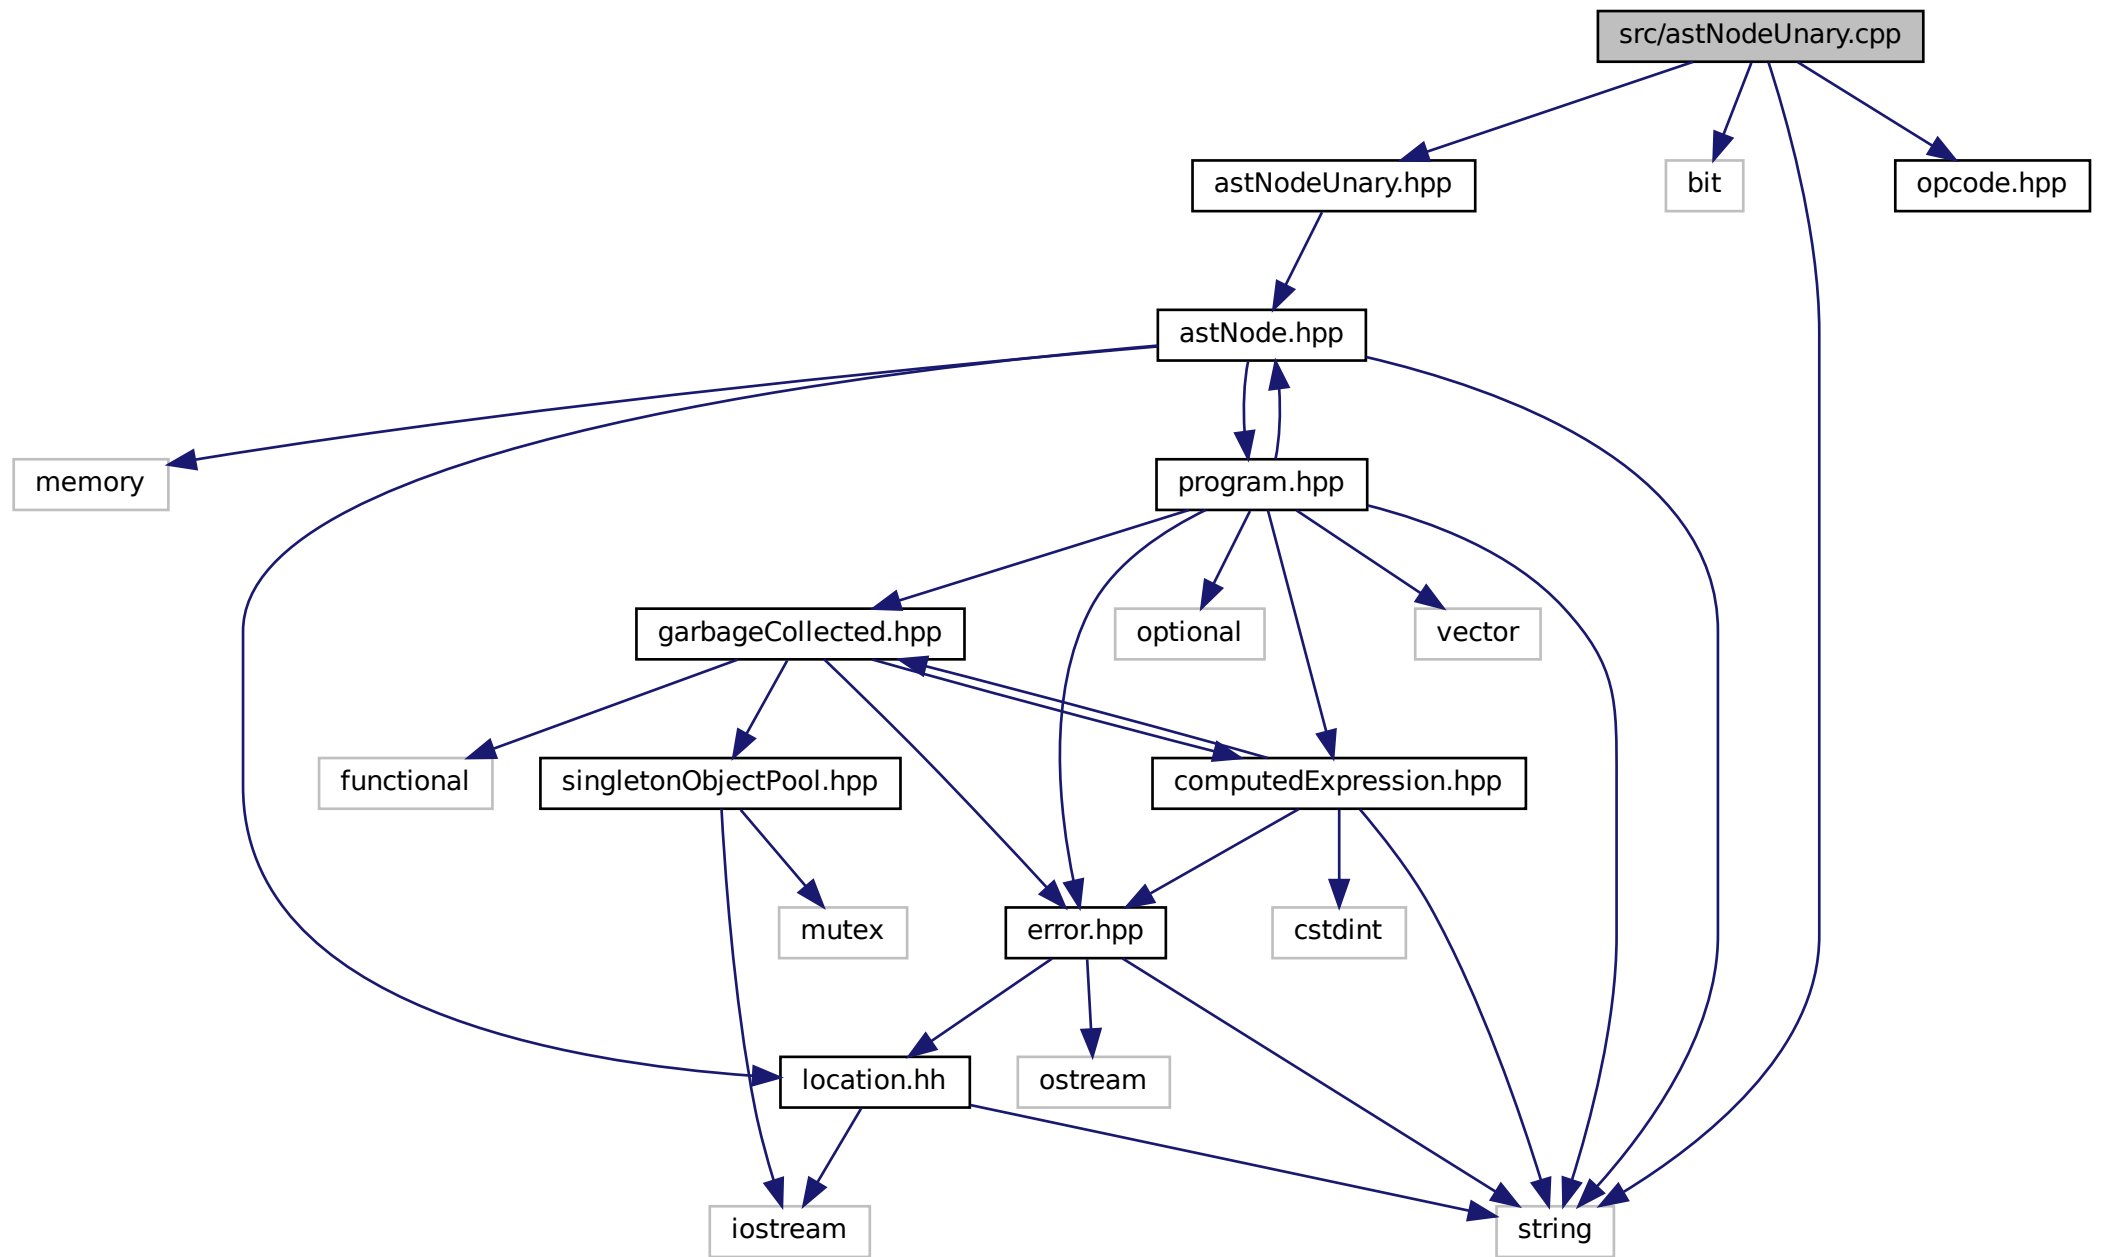 src/astNodeUnary.cpp
astNodeUnary.hpp
bit
opcode.hpp
astNode.hpp
memory
program.hpp
garbageCollected.hpp
optional
vector
functional
singletonObjectPool.hpp
computedExpression.hpp
mutex
error.hpp
cstdint
location.hh
ostream
iostream
string